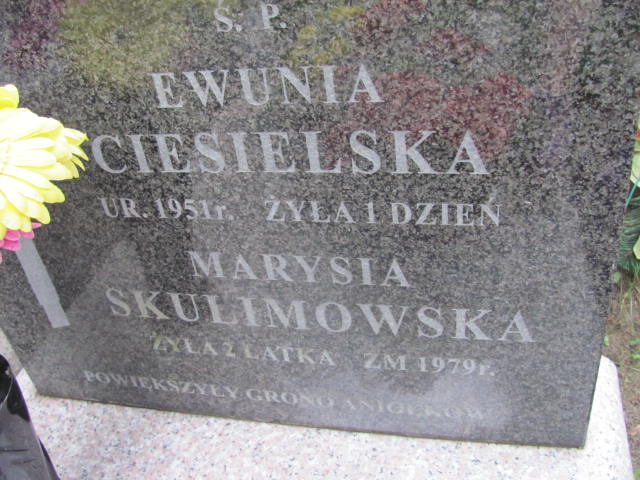 Ś. P.
EWUNIA
CIESIELSKA
UR. 1951r. ŻYŁA 1 DZIEŃ
MARYSIA
SKULIMOWSKA
ŻYŁA 2 LATKA ZM 1979r.
POWIĘKSZYŁY GRONO ANIOŁKÓW